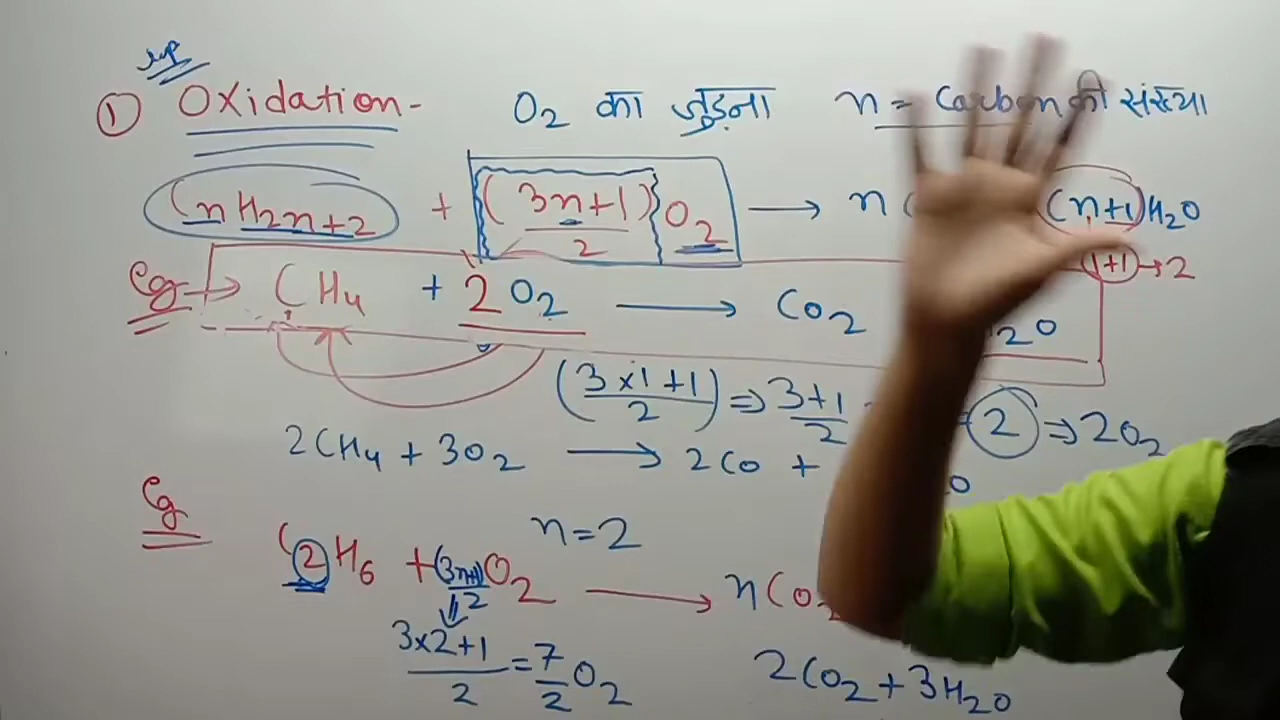 imp
① Oxidation - O₂ का जुड़ना n = Carbon की संख्या
CnH2n+2 + (3n+1)/2 O₂ → n (n+1)H₂O
Eg → CH₄ + 2O₂ → CO₂ H₂O (1+1)→2
(3×1+1)/2 ⇒ (3+1)/2 2 ⇒ 2O₂
2CH₄ + 3O₂ → 2CO + O
Eg n=2
C₂H₆ + (3n+1)/2 O₂ → nCO₂
(3×2+1)/2 = 7/2 O₂ 2CO₂ + 3H₂O